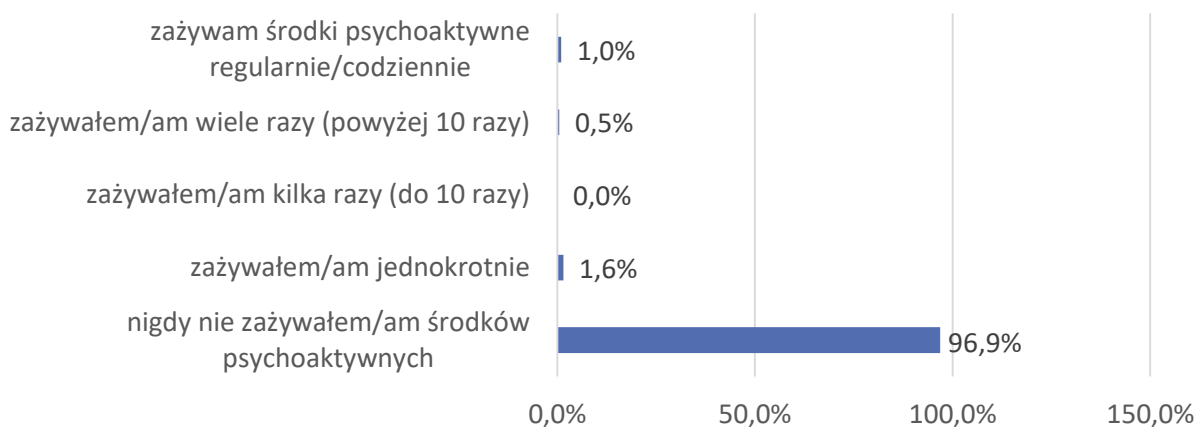 zażywam środki psychoaktywne
regularnie/codziennie
1,0%
zażywałem/am wiele razy (powyżej 10 razy)
0,5%
zażywałem/am kilka razy (do 10 razy)
0,0%
zażywałem/am jednokrotnie
1,6%
nigdy nie zażywałem/am środków
psychoaktywnych
96,9%
0,0% 50,0% 100,0% 150,0%